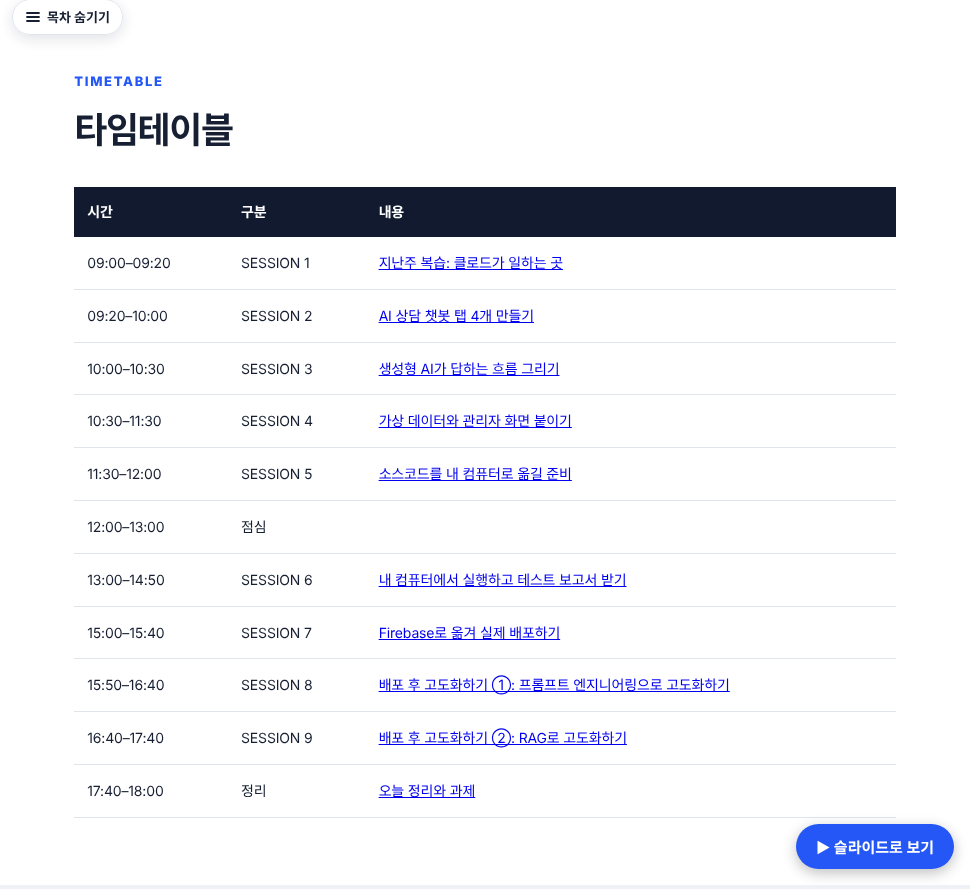 목차 숨기기
TIMETABLE
타임테이블
시간 구분 내용
09:00–09:20 SESSION 1 지난주 복습: 클로드가 일하는 곳
09:20–10:00 SESSION 2 AI 상담 챗봇 탭 4개 만들기
10:00–10:30 SESSION 3 생성형 AI가 답하는 흐름 그리기
10:30–11:30 SESSION 4 가상 데이터와 관리자 화면 붙이기
11:30–12:00 SESSION 5 소스코드를 내 컴퓨터로 옮길 준비
12:00–13:00 점심
13:00–14:50 SESSION 6 내 컴퓨터에서 실행하고 테스트 보고서 받기
15:00–15:40 SESSION 7 Firebase로 옮겨 실제 배포하기
15:50–16:40 SESSION 8 배포 후 고도화하기 ①: 프롬프트 엔지니어링으로 고도화하기
16:40–17:40 SESSION 9 배포 후 고도화하기 ②: RAG로 고도화하기
17:40–18:00 정리 오늘 정리와 과제
▶ 슬라이드로 보기